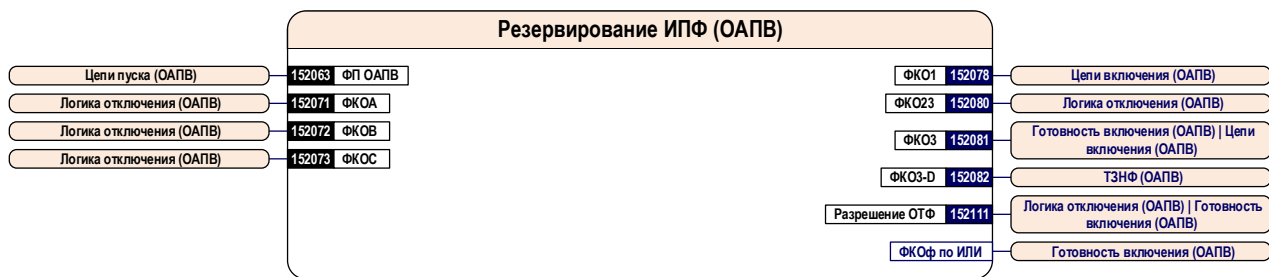 Резервирование ИПФ (ОАПВ)
Цепи пуска (ОАПВ) 152063 ФП ОАПВ
Логика отключения (ОАПВ) 152071 ФКОА
Логика отключения (ОАПВ) 152072 ФКОВ
Логика отключения (ОАПВ) 152073 ФКОС
ФКО1 152078 Цепи включения (ОАПВ)
ФКО23 152080 Логика отключения (ОАПВ)
ФКО3 152081 Готовность включения (ОАПВ) | Цепи
включения (ОАПВ)
ФКО3-D 152082 ТЗНФ (ОАПВ)
Разрешение ОТФ 152111 Логика отключения (ОАПВ) | Готовность
включения (ОАПВ)
ФКОф по ИЛИ Готовность включения (ОАПВ)